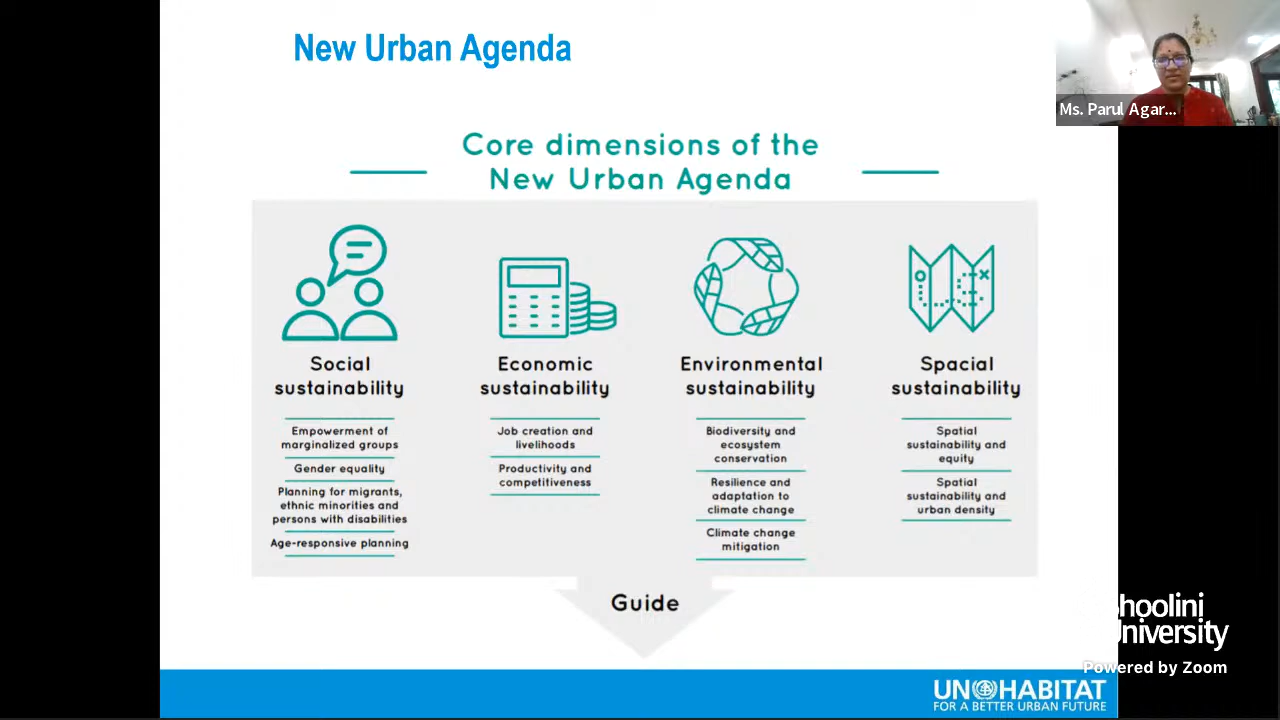 New Urban Agenda
Ms. Parul Agar...
Core dimensions of the
New Urban Agenda
Social
sustainability
Empowerment of
marginalized groups
Gender equality
Planning for migrants,
ethnic minorities and
persons with disabilities
Age-responsive planning
Economic
sustainability
Job creation and
livelihoods
Productivity and
competitiveness
Environmental
sustainability
Biodiversity and
ecosystem
conservation
Resilience and
adaptation to
climate change
Climate change
mitigation
Spacial
sustainability
Spatial
sustainability and
equity
Spatial
sustainability and
urban density
Guide
University
Powered by Zoom
UN HABITAT
FOR A BETTER URBAN FUTURE